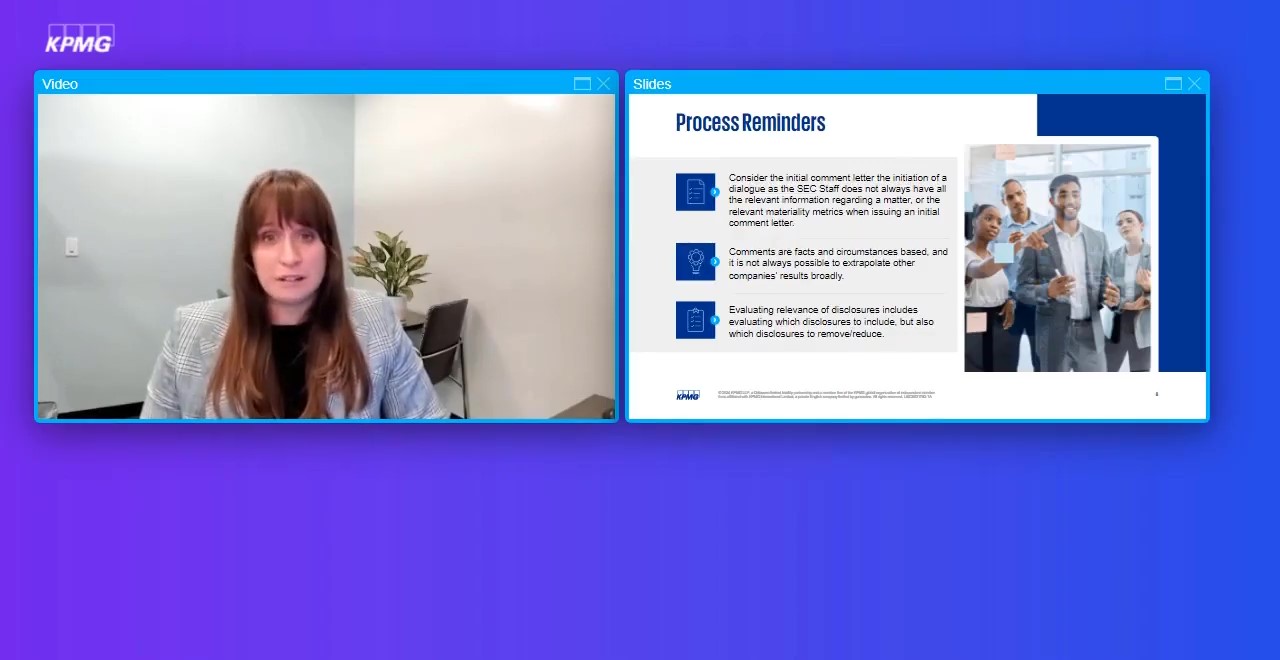 KPMG
Video
Slides
Process Reminders
Consider the initial comment letter the initiation of a
dialogue as the SEC Staff does not always have all
the relevant information regarding a matter, or the
relevant materiality metrics when issuing an initial
comment letter.
Comments are facts and circumstances based, and
it is not always possible to extrapolate other
companies' results broadly.
Evaluating relevance of disclosures includes
evaluating which disclosures to include, but also
which disclosures to remove/reduce.
KPMG